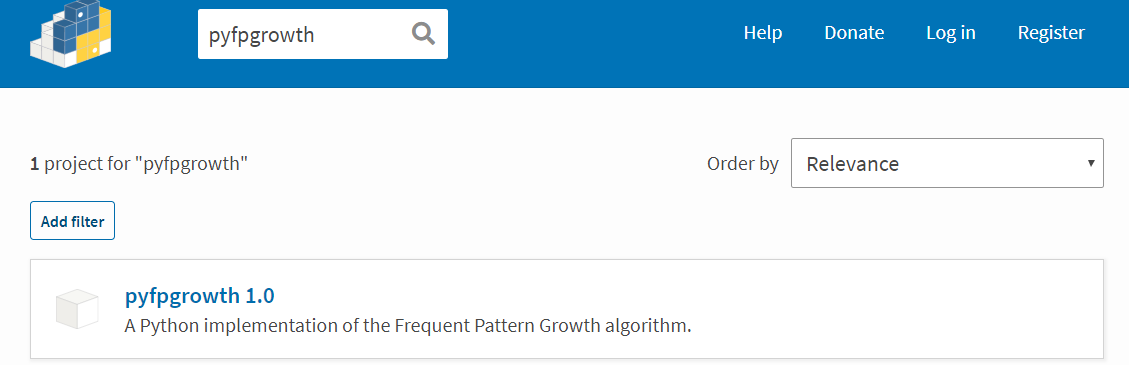 pyfpgrowth
Help Donate Log in Register
1 project for "pyfpgrowth"
Order by Relevance
Add filter
pyfpgrowth 1.0
A Python implementation of the Frequent Pattern Growth algorithm.